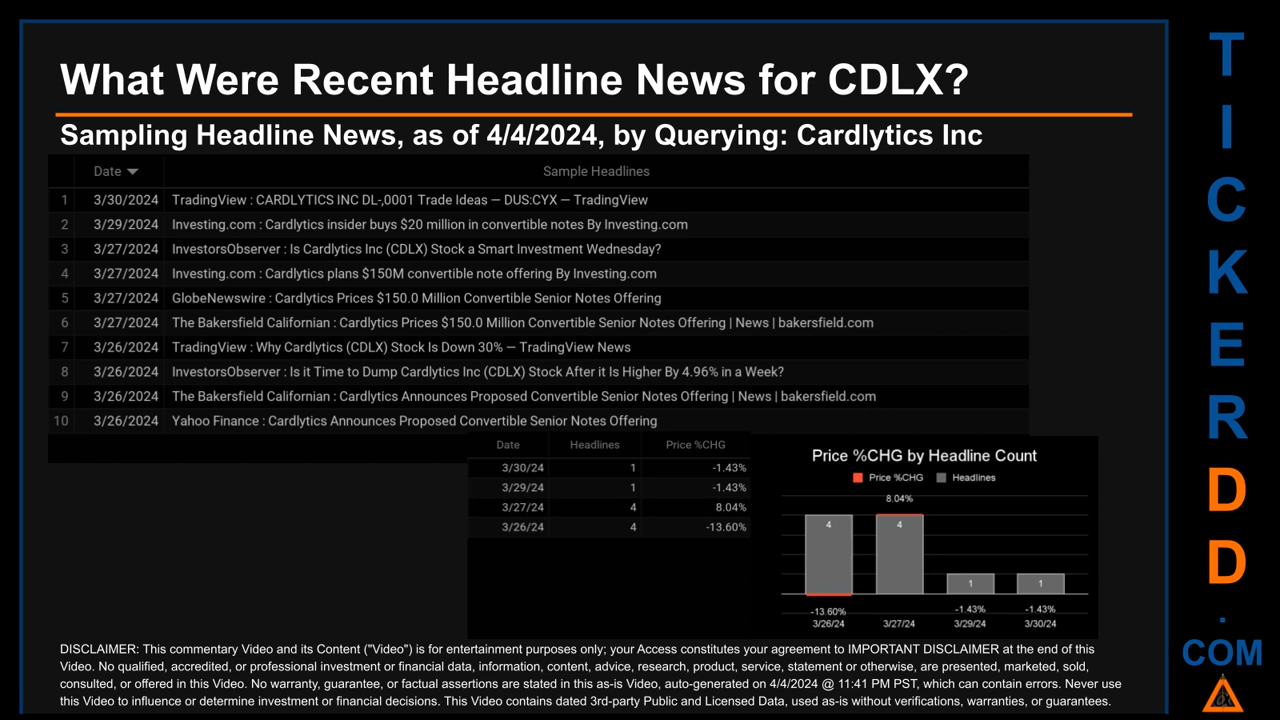 What Were Recent Headline News for CDLX?
Sampling Headline News, as of 4/4/2024, by Querying: Cardlytics Inc
Date Sample Headlines
1 3/30/2024 TradingView : CARDLYTICS INC DL-,0001 Trade Ideas — DUS:CYX — TradingView
2 3/29/2024 Investing.com : Cardlytics insider buys $20 million in convertible notes By Investing.com
3 3/27/2024 InvestorsObserver : Is Cardlytics Inc (CDLX) Stock a Smart Investment Wednesday?
4 3/27/2024 Investing.com : Cardlytics plans $150M convertible note offering By Investing.com
5 3/27/2024 GlobeNewswire : Cardlytics Prices $150.0 Million Convertible Senior Notes Offering
6 3/27/2024 The Bakersfield Californian : Cardlytics Prices $150.0 Million Convertible Senior Notes Offering | News | bakersfield.com
7 3/26/2024 TradingView : Why Cardlytics (CDLX) Stock Is Down 30% — TradingView News
8 3/26/2024 InvestorsObserver : Is it Time to Dump Cardlytics Inc (CDLX) Stock After it Is Higher By 4.96% in a Week?
9 3/26/2024 The Bakersfield Californian : Cardlytics Announces Proposed Convertible Senior Notes Offering | News | bakersfield.com
10 3/26/2024 Yahoo Finance : Cardlytics Announces Proposed Convertible Senior Notes Offering
Date Headlines Price %CHG
3/30/24 1 -1.43%
3/29/24 1 -1.43%
3/27/24 4 8.04%
3/26/24 4 -13.60%
Price %CHG by Headline Count
Price %CHG Headlines
8.04%
4 4 1 1
-13.60% -1.43% -1.43%
3/26/24 3/27/24 3/29/24 3/30/24
DISCLAIMER: This commentary Video and its Content ("Video") is for entertainment purposes only; your Access constitutes your agreement to IMPORTANT DISCLAIMER at the end of this
Video. No qualified, accredited, or professional investment or financial data, information, content, advice, research, product, service, statement or otherwise, are presented, marketed, sold,
consulted, or offered in this Video. No warranty, guarantee, or factual assertions are stated in this as-is Video, auto-generated on 4/4/2024 @ 11:41 PM PST, which can contain errors. Never use
this Video to influence or determine investment or financial decisions. This Video contains dated 3rd-party Public and Licensed Data, used as-is without verifications, warranties, or guarantees.
T
I
C
K
E
R
D
D
.
COM